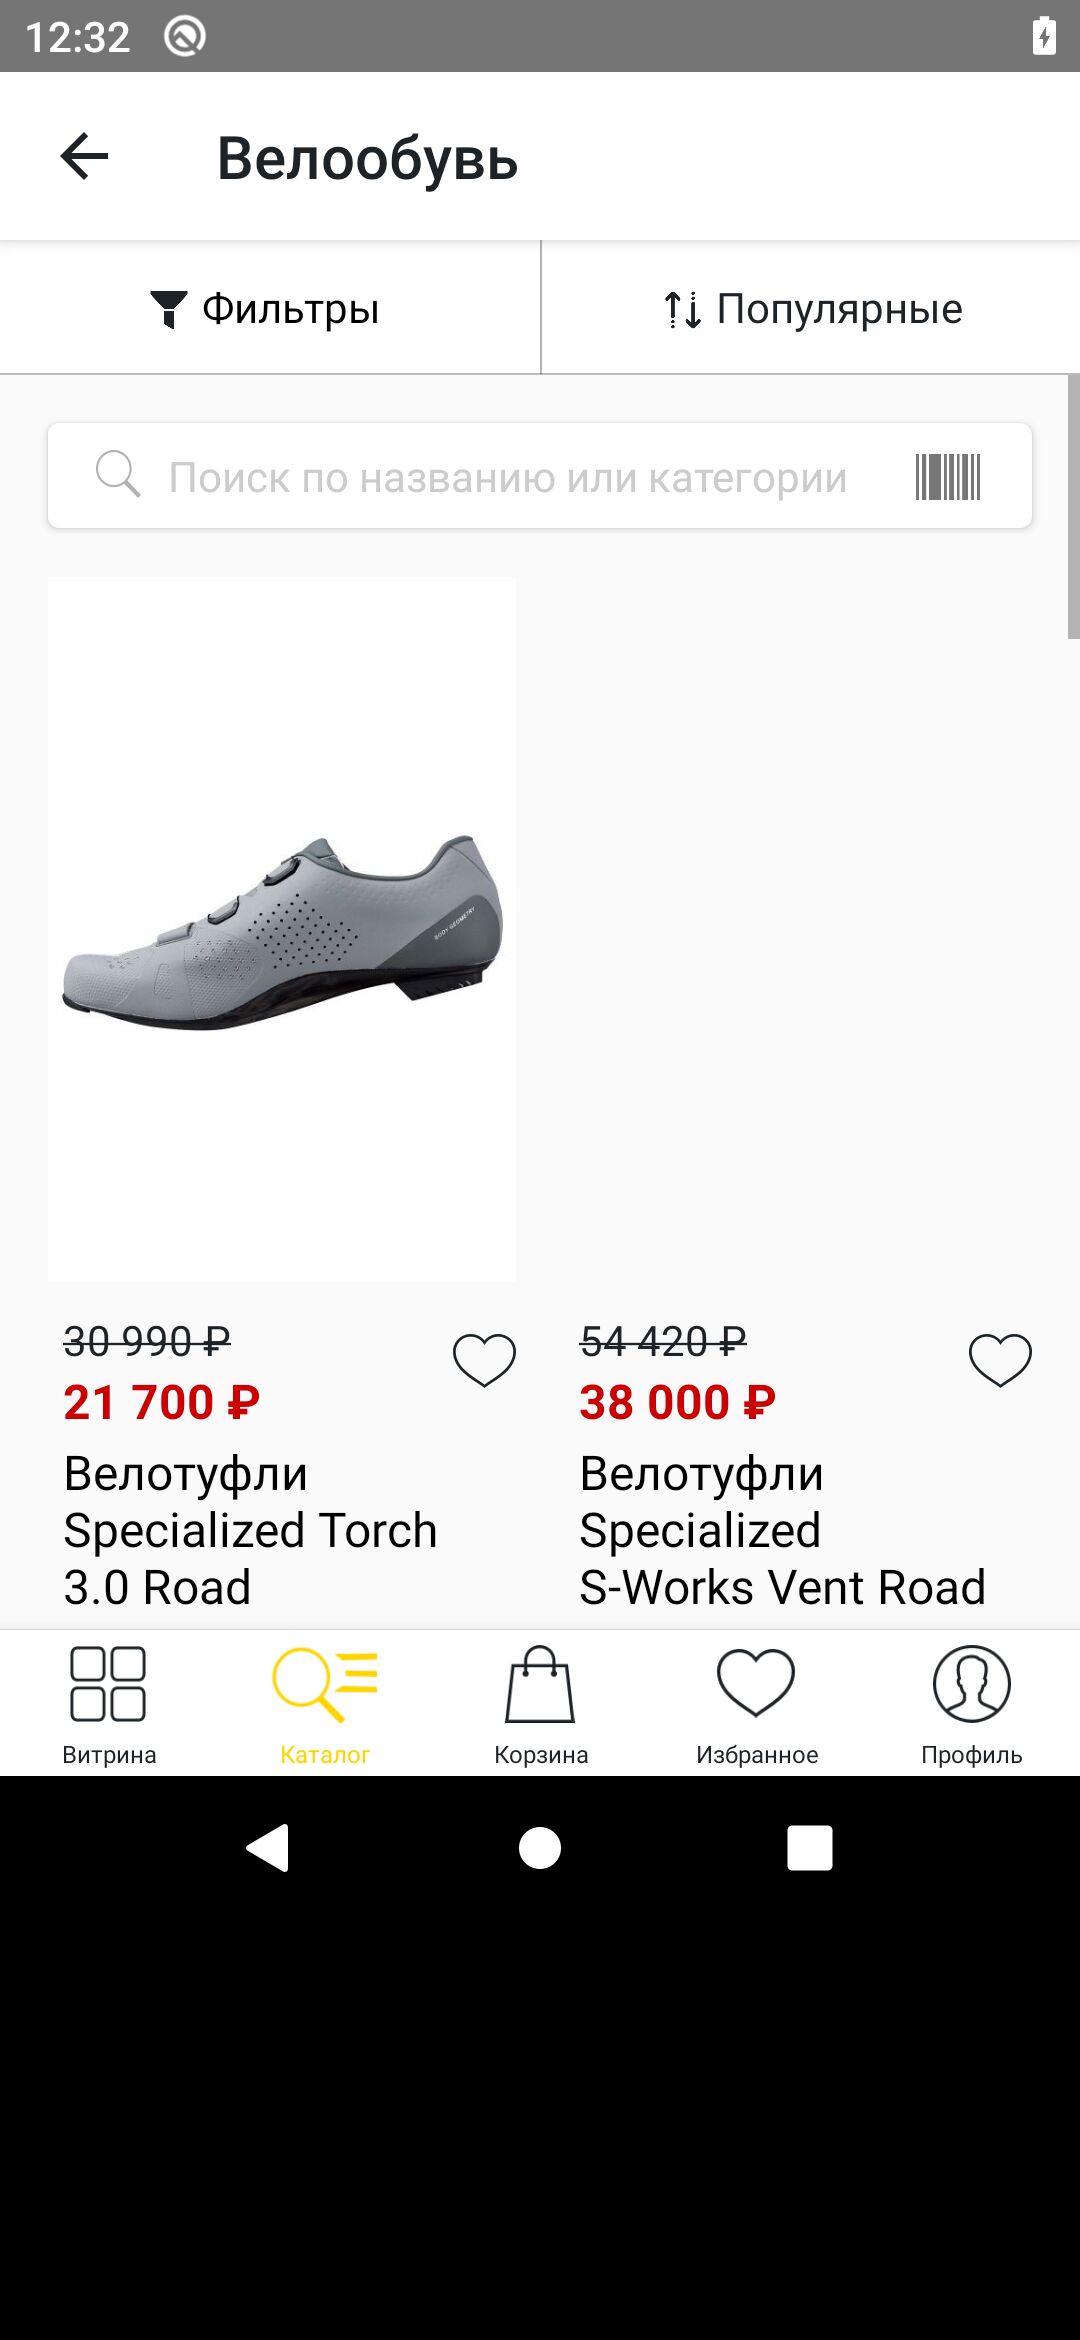 12:32
Велообувь
Фильтры
Популярные
Поиск по названию или категории
BODY GEOMETRY
30 990 ₽
21 700 ₽
Велотуфли
Specialized Torch
3.0 Road
54 420 ₽
38 000 ₽
Велотуфли
Specialized
S-Works Vent Road
Витрина
Каталог
Корзина
Избранное
Профиль